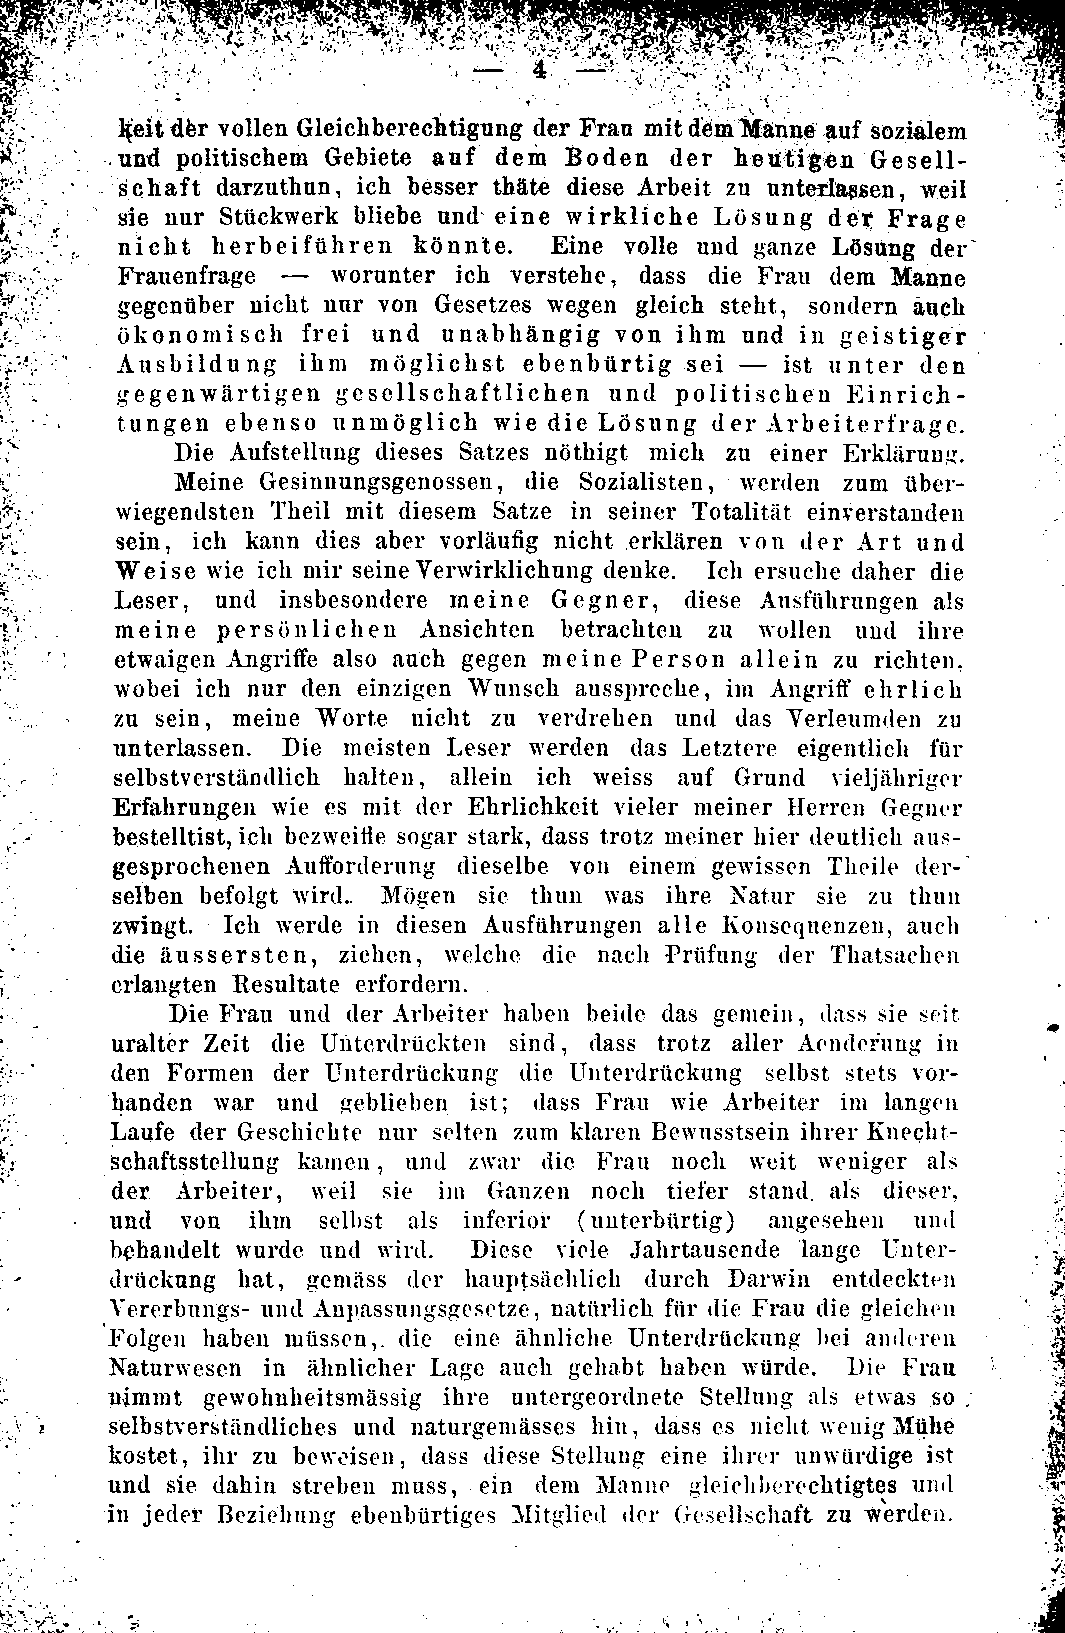 — 4 —
keit der vollen Gleichberechtigung der Frau mit dem Manne auf sozialem
und politischem Gebiete auf dem Boden der heutigen Gesell-
schaft darzuthun, ich besser thäte diese Arbeit zu unterlassen, weil
sie nur Stückwerk bliebe und eine wirkliche Lösung der Frage
nicht herbeiführen könnte. Eine volle und ganze Lösung der
Frauenfrage — worunter ich verstehe, dass die Frau dem Manne
gegenüber nicht nur von Gesetzes wegen gleich steht, sondern auch
ökonomisch frei und unabhängig von ihm und in geistiger
Ausbildung ihm möglichst ebenbürtig sei — ist unter den
gegenwärtigen gesellschaftlichen und politischen Einrich-
tungen ebenso unmöglich wie die Lösung der Arbeiterfrage.
Die Aufstellung dieses Satzes nöthigt mich zu einer Erklärung.
Meine Gesinnungsgenossen, die Sozialisten, werden zum über-
wiegendsten Theil mit diesem Satze in seiner Totalität einverstanden
sein, ich kann dies aber vorläufig nicht erklären von der Art und
Weise wie ich mir seine Verwirklichung denke. Ich ersuche daher die
Leser, und insbesondere meine Gegner, diese Ausführungen als
meine persönlichen Ansichten betrachten zu wollen und ihre
etwaigen Angriffe also auch gegen meine Person allein zu richten,
wobei ich nur den einzigen Wunsch ausspreche, im Angriff ehrlich
zu sein, meine Worte nicht zu verdrehen und das Verleumden zu
unterlassen. Die meisten Leser werden das Letztere eigentlich für
selbstverständlich halten, allein ich weiss auf Grund vieljähriger
Erfahrungen wie es mit der Ehrlichkeit vieler meiner Herren Gegner
bestellt ist, ich bezweifle sogar stark, dass trotz meiner hier deutlich aus-
gesprochenen Aufforderung dieselbe von einem gewissen Theile der-
selben befolgt wird. Mögen sie thun was ihre Natur sie zu thun
zwingt. Ich werde in diesen Ausführungen alle Konsequenzen, auch
die äussersten, ziehen, welche die nach Prüfung der Thatsachen
erlangten Resultate erfordern.
Die Frau und der Arbeiter haben beide das gemein, dass sie seit
uralter Zeit die Unterdrückten sind, dass trotz aller Aenderung in
den Formen der Unterdrückung die Unterdrückung selbst stets vor-
handen war und geblieben ist; dass Frau wie Arbeiter im langen
Laufe der Geschichte nur selten zum klaren Bewusstsein ihrer Knecht-
schaftsstellung kamen, und zwar die Frau noch weit weniger als
der Arbeiter, weil sie im Ganzen noch tiefer stand als dieser,
und von ihm selbst als inferior (unterbürtig) angesehen und
behandelt wurde und wird. Diese viele Jahrtausende lange Unter-
drückung hat, gemäss der hauptsächlich durch Darwin entdeckten
Vererbungs- und Anpassungsgesetze, natürlich für die Frau die gleichen
Folgen haben müssen, die eine ähnliche Unterdrückung bei anderen
Naturwesen in ähnlicher Lage auch gehabt haben würde. Die Frau
nimmt gewohnheitsmässig ihre untergeordnete Stellung als etwas so
selbstverständliches und naturgemässes hin, dass es nicht wenig Mühe
kostet, ihr zu beweisen, dass diese Stellung eine ihrer unwürdige ist
und sie dahin streben muss, ein dem Manne gleichberechtigtes und
in jeder Beziehung ebenbürtiges Mitglied der Gesellschaft zu werden.